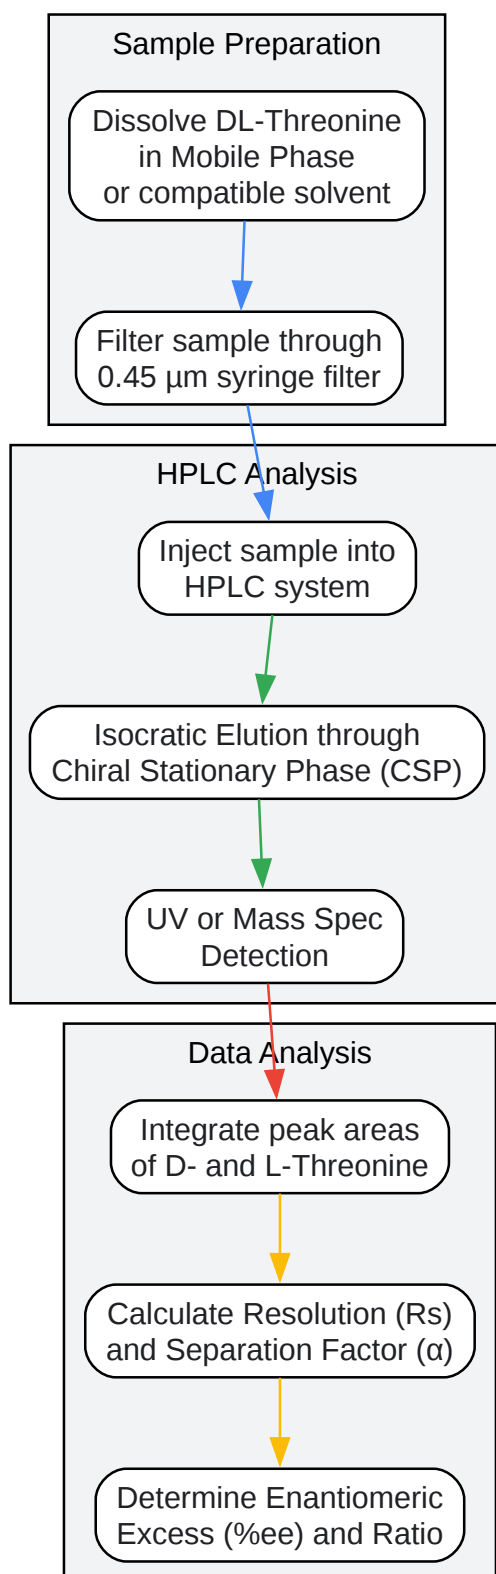 Sample Preparation
Dissolve DL-Threonine
in Mobile Phase
or compatible solvent
Filter sample through
0.45 µm syringe filter
HPLC Analysis
Inject sample into
HPLC system
Isocratic Elution through
Chiral Stationary Phase (CSP)
UV or Mass Spec
Detection
Data Analysis
Integrate peak areas
of D- and L-Threonine
Calculate Resolution (Rs)
and Separation Factor (α)
Determine Enantiomeric
Excess (%ee) and Ratio